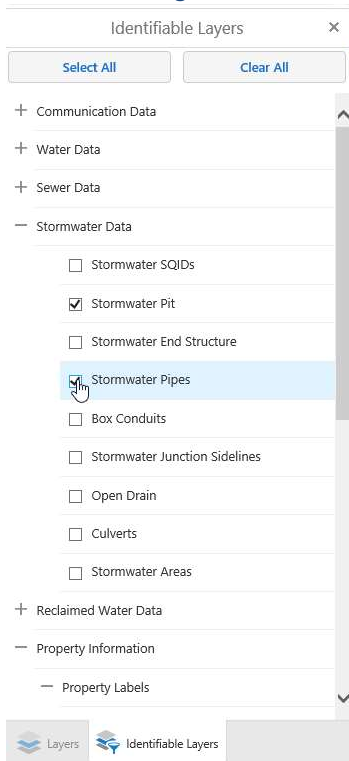 Identifiable Layers
Select All
Clear All
Communication Data
Water Data
Sewer Data
Stormwater Data
Stormwater SQIDs
Stormwater Pit
Stormwater End Structure
Stormwater Pipes
Box Conduits
Stormwater Junction Sidelines
Open Drain
Culverts
Stormwater Areas
Reclaimed Water Data
Property Information
Property Labels
Layers
Identifiable Layers